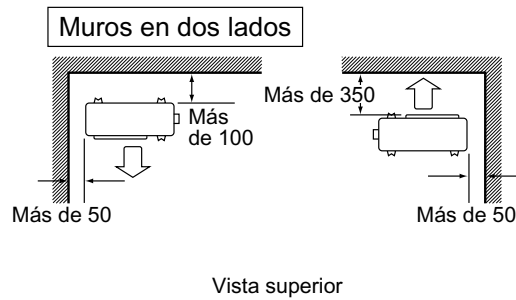 Muros en dos lados
Más
de 100
Más de 50
Más de 350
Más de 50
Vista superior